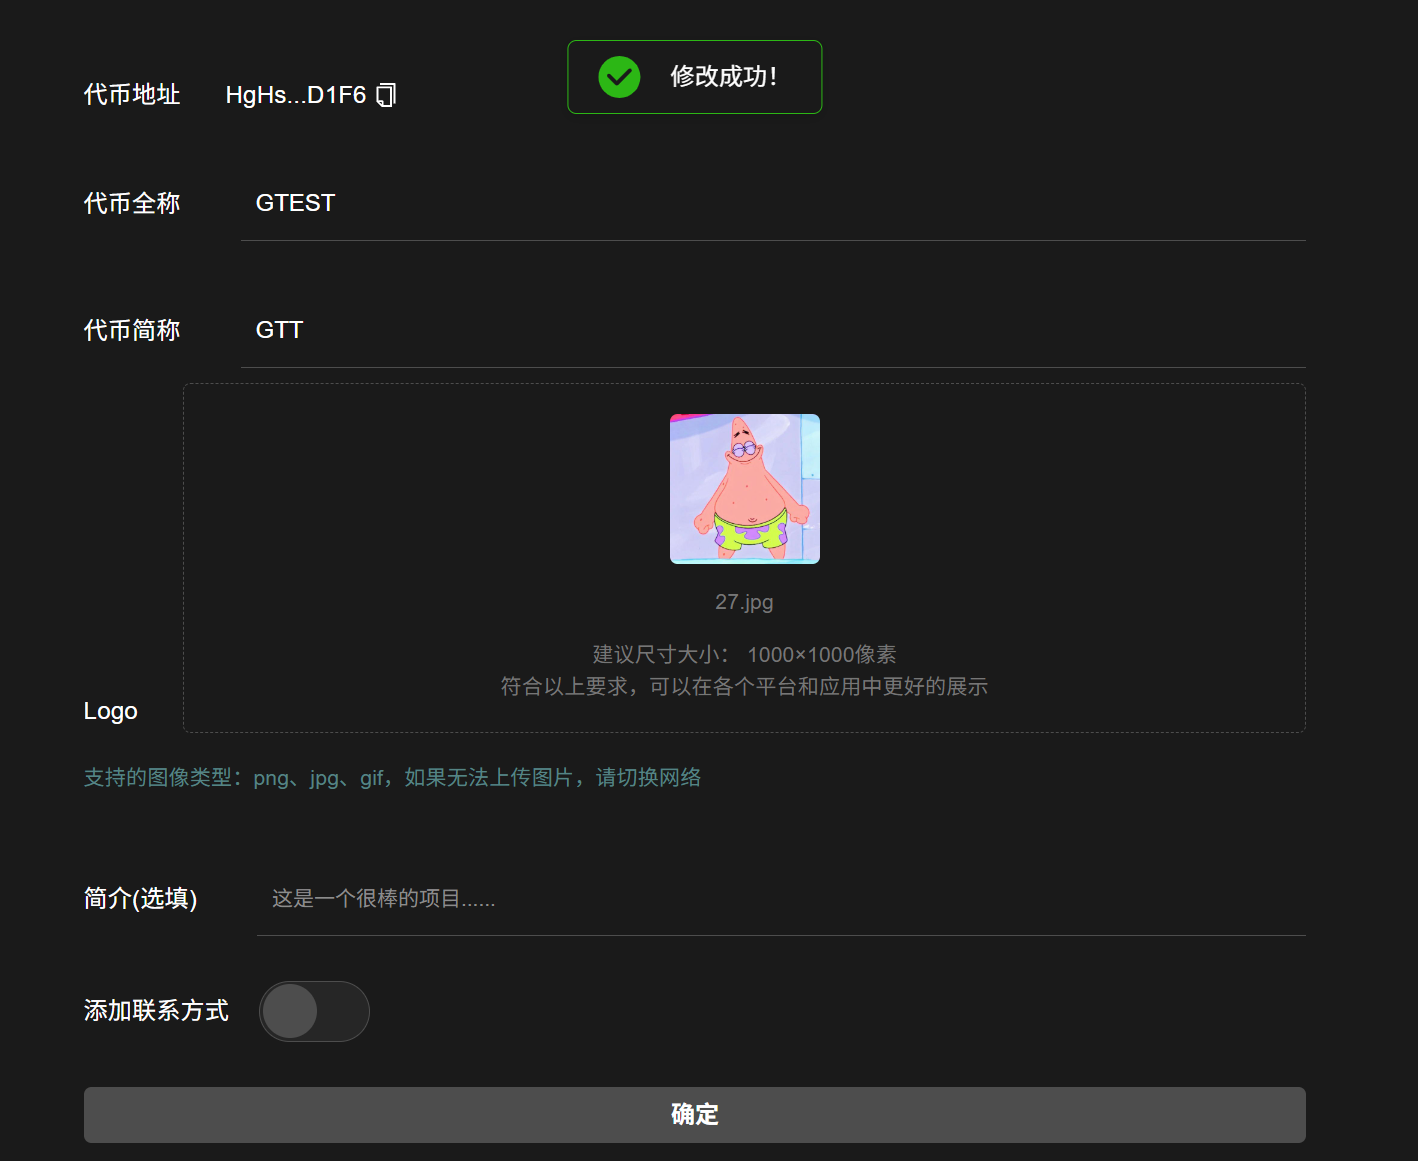 修改成功！
代币地址 HgHs...D1F6
代币全称 GTEST
代币简称 GTT
27.jpg
建议尺寸大小： 1000×1000像素
符合以上要求，可以在各个平台和应用中更好的展示
Logo
支持的图像类型：png、jpg、gif，如果无法上传图片，请切换网络
简介(选填) 这是一个很棒的项目......
添加联系方式
确定